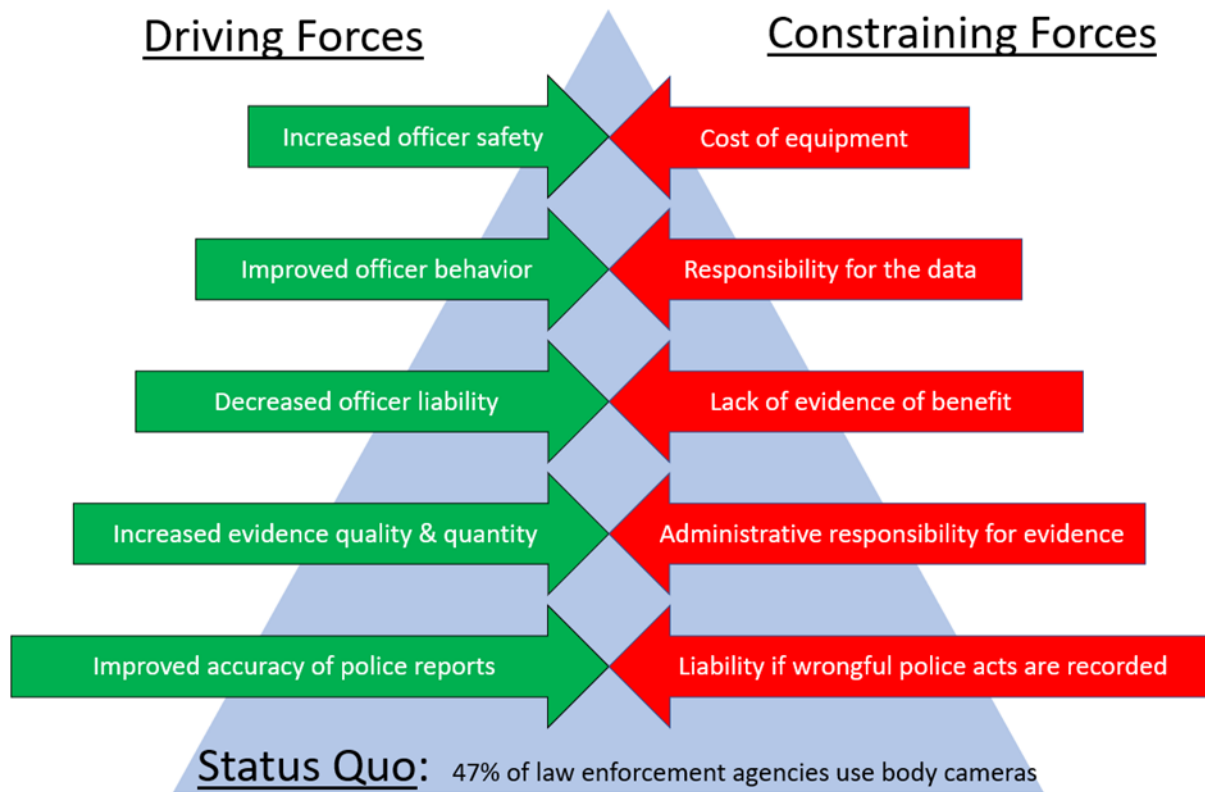 Driving Forces
Constraining Forces
Increased officer safety
Cost of equipment
Improved officer behavior
Responsibility for the data
Decreased officer liability
Lack of evidence of benefit
Increased evidence quality & quantity
Administrative responsibility for evidence
Improved accuracy of police reports
Liability if wrongful police acts are recorded
Status Quo: 47% of law enforcement agencies use body cameras